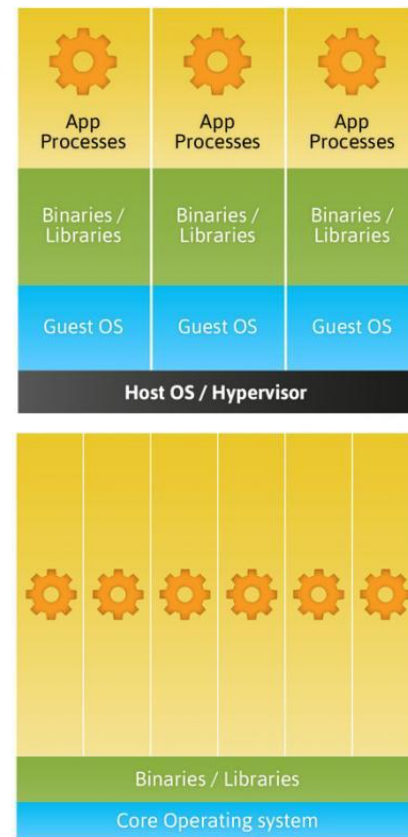 App
Processes
App
Processes
App
Processes
Binaries /
Libraries
Binaries /
Libraries
Binaries /
Libraries
Guest OS
Guest OS
Guest OS
Host OS / Hypervisor
Binaries / Libraries
Core Operating system